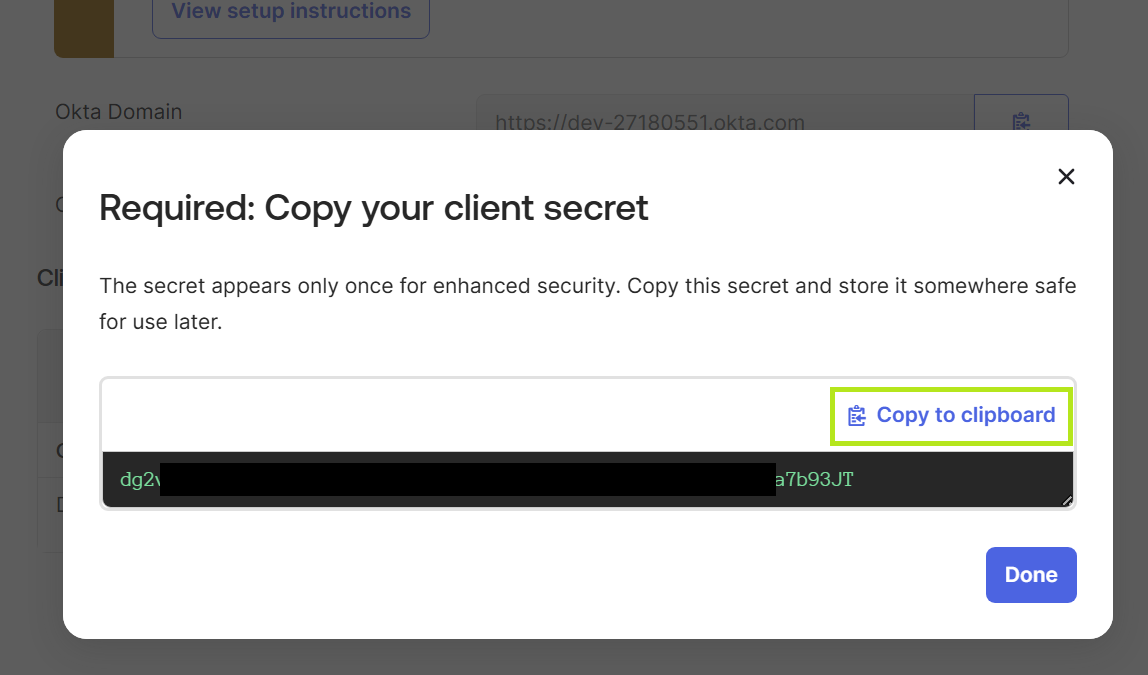 View setup instructions
Okta Domain
https://dev-27180551.okta.com
Required: Copy your client secret
The secret appears only once for enhanced security. Copy this secret and store it somewhere safe
for use later.
Copy to clipboard
dg2v
a7b93JT
Done